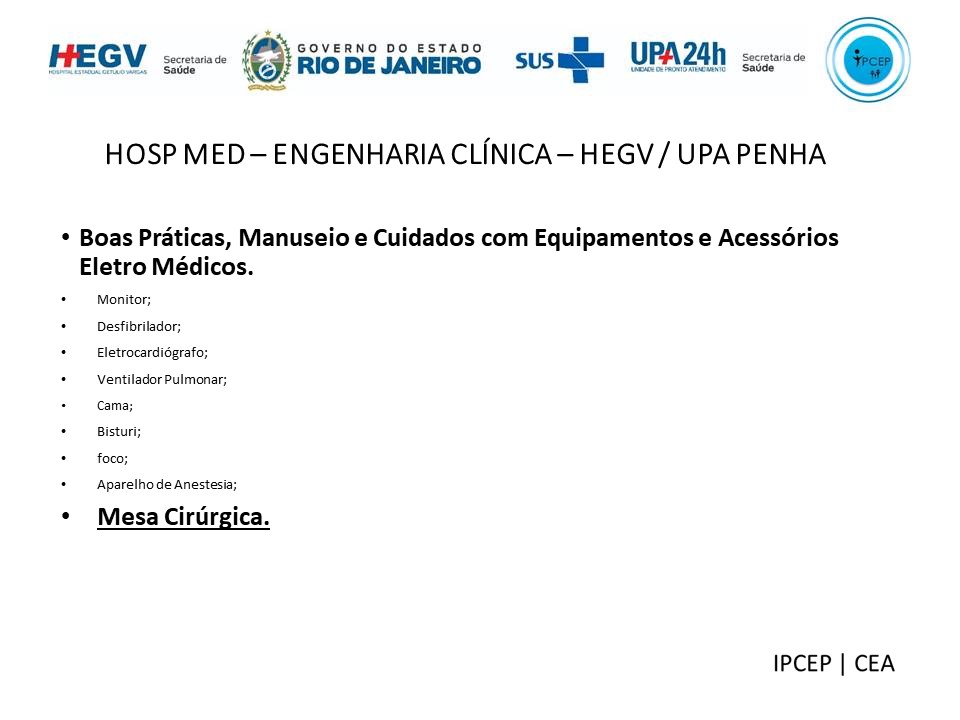 HEGV
HOSPITAL ESTADUAL GETÚLIO VARGAS
Secretaria de
Saúde
GOVERNO DO ESTADO
RIO DE JANEIRO
SUS
UPA 24h
UNIDADE DE PRONTO ATENDIMENTO
Secretaria de
Saúde
IPCEP
HOSP MED – ENGENHARIA CLÍNICA – HEGV / UPA PENHA
• Boas Práticas, Manuseio e Cuidados com Equipamentos e Acessórios
Eletro Médicos.
• Monitor;
• Desfibrilador;
• Eletrocardiógrafo;
• Ventilador Pulmonar;
• Cama;
• Bisturi;
• foco;
• Aparelho de Anestesia;
• Mesa Cirúrgica.
IPCEP | CEA